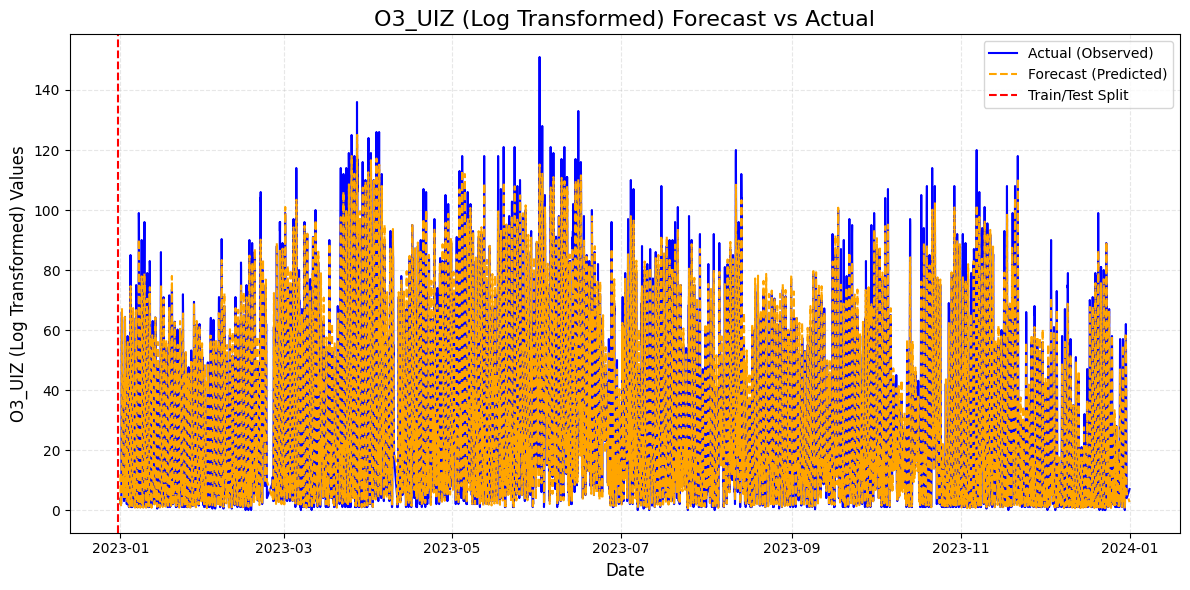 O3_UIZ (Log Transformed) Forecast vs Actual
Actual (Observed)
Forecast (Predicted)
Train/Test Split
O3_UIZ (Log Transformed) Values
140
120
100
80
60
40
20
0
2023-01
2023-03
2023-05
2023-07
2023-09
2023-11
2024-01
Date